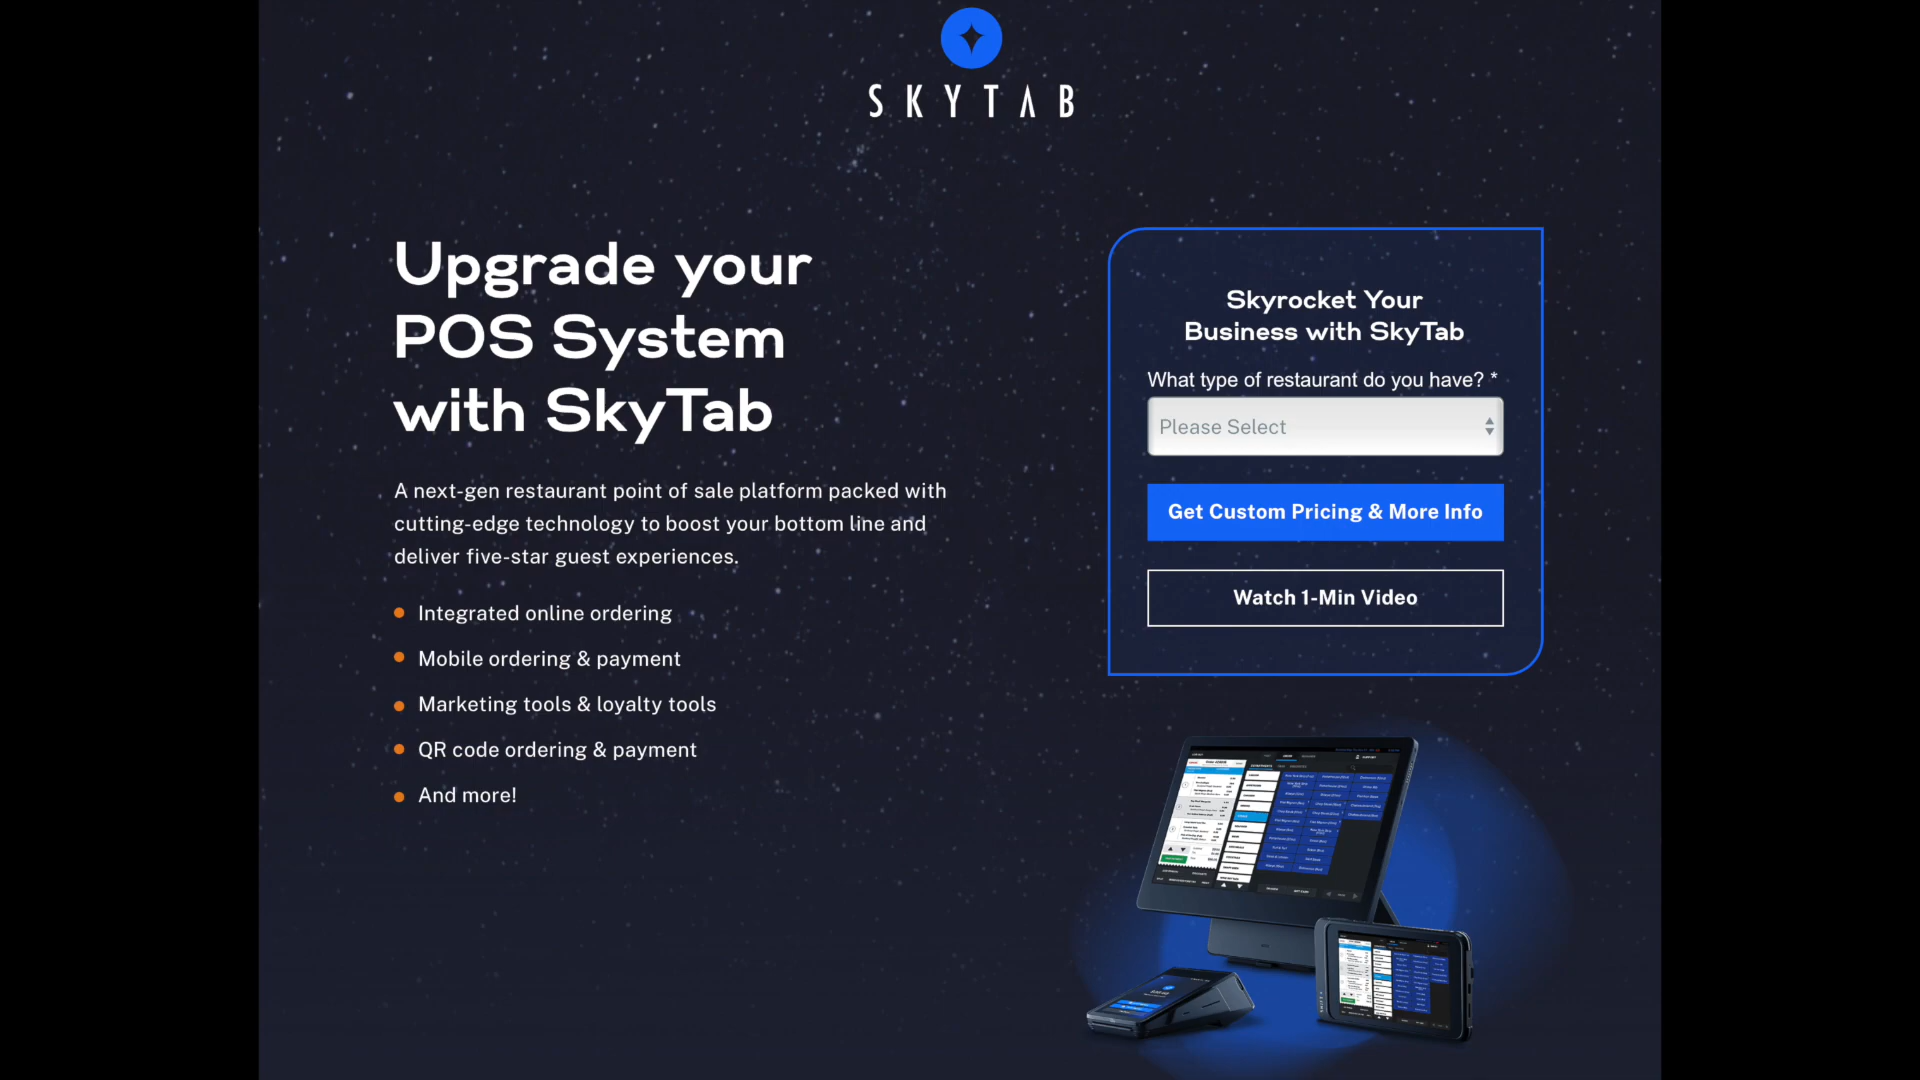 SKYTAB
Upgrade your
POS System
with SkyTab
A next-gen restaurant point of sale platform packed with
cutting-edge technology to boost your bottom line and
deliver five-star guest experiences.
Integrated online ordering
Mobile ordering & payment
Marketing tools & loyalty tools
QR code ordering & payment
And more!
Skyrocket Your
Business with SkyTab
What type of restaurant do you have? *
Please Select
Get Custom Pricing & More Info
Watch 1-Min Video